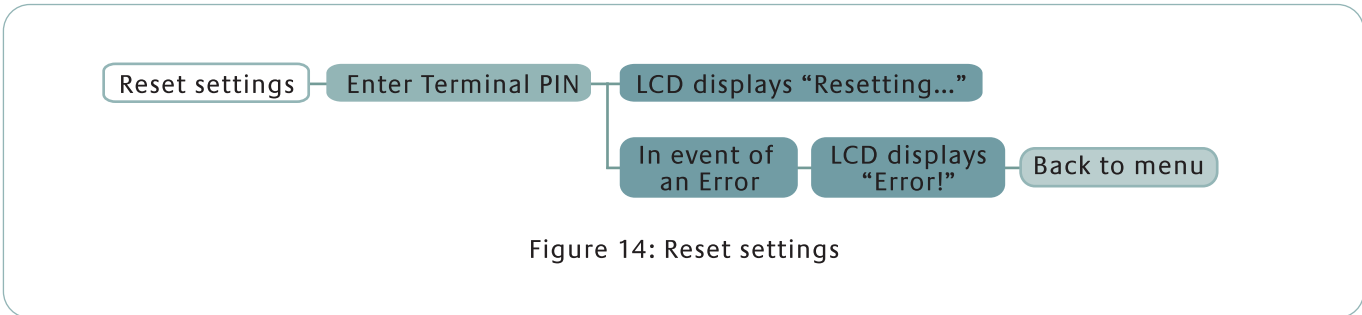 Reset settings
Enter Terminal PIN
LCD displays “Resetting...”
In event of
an Error
LCD displays
“Error!”
Back to menu
Figure 14: Reset settings